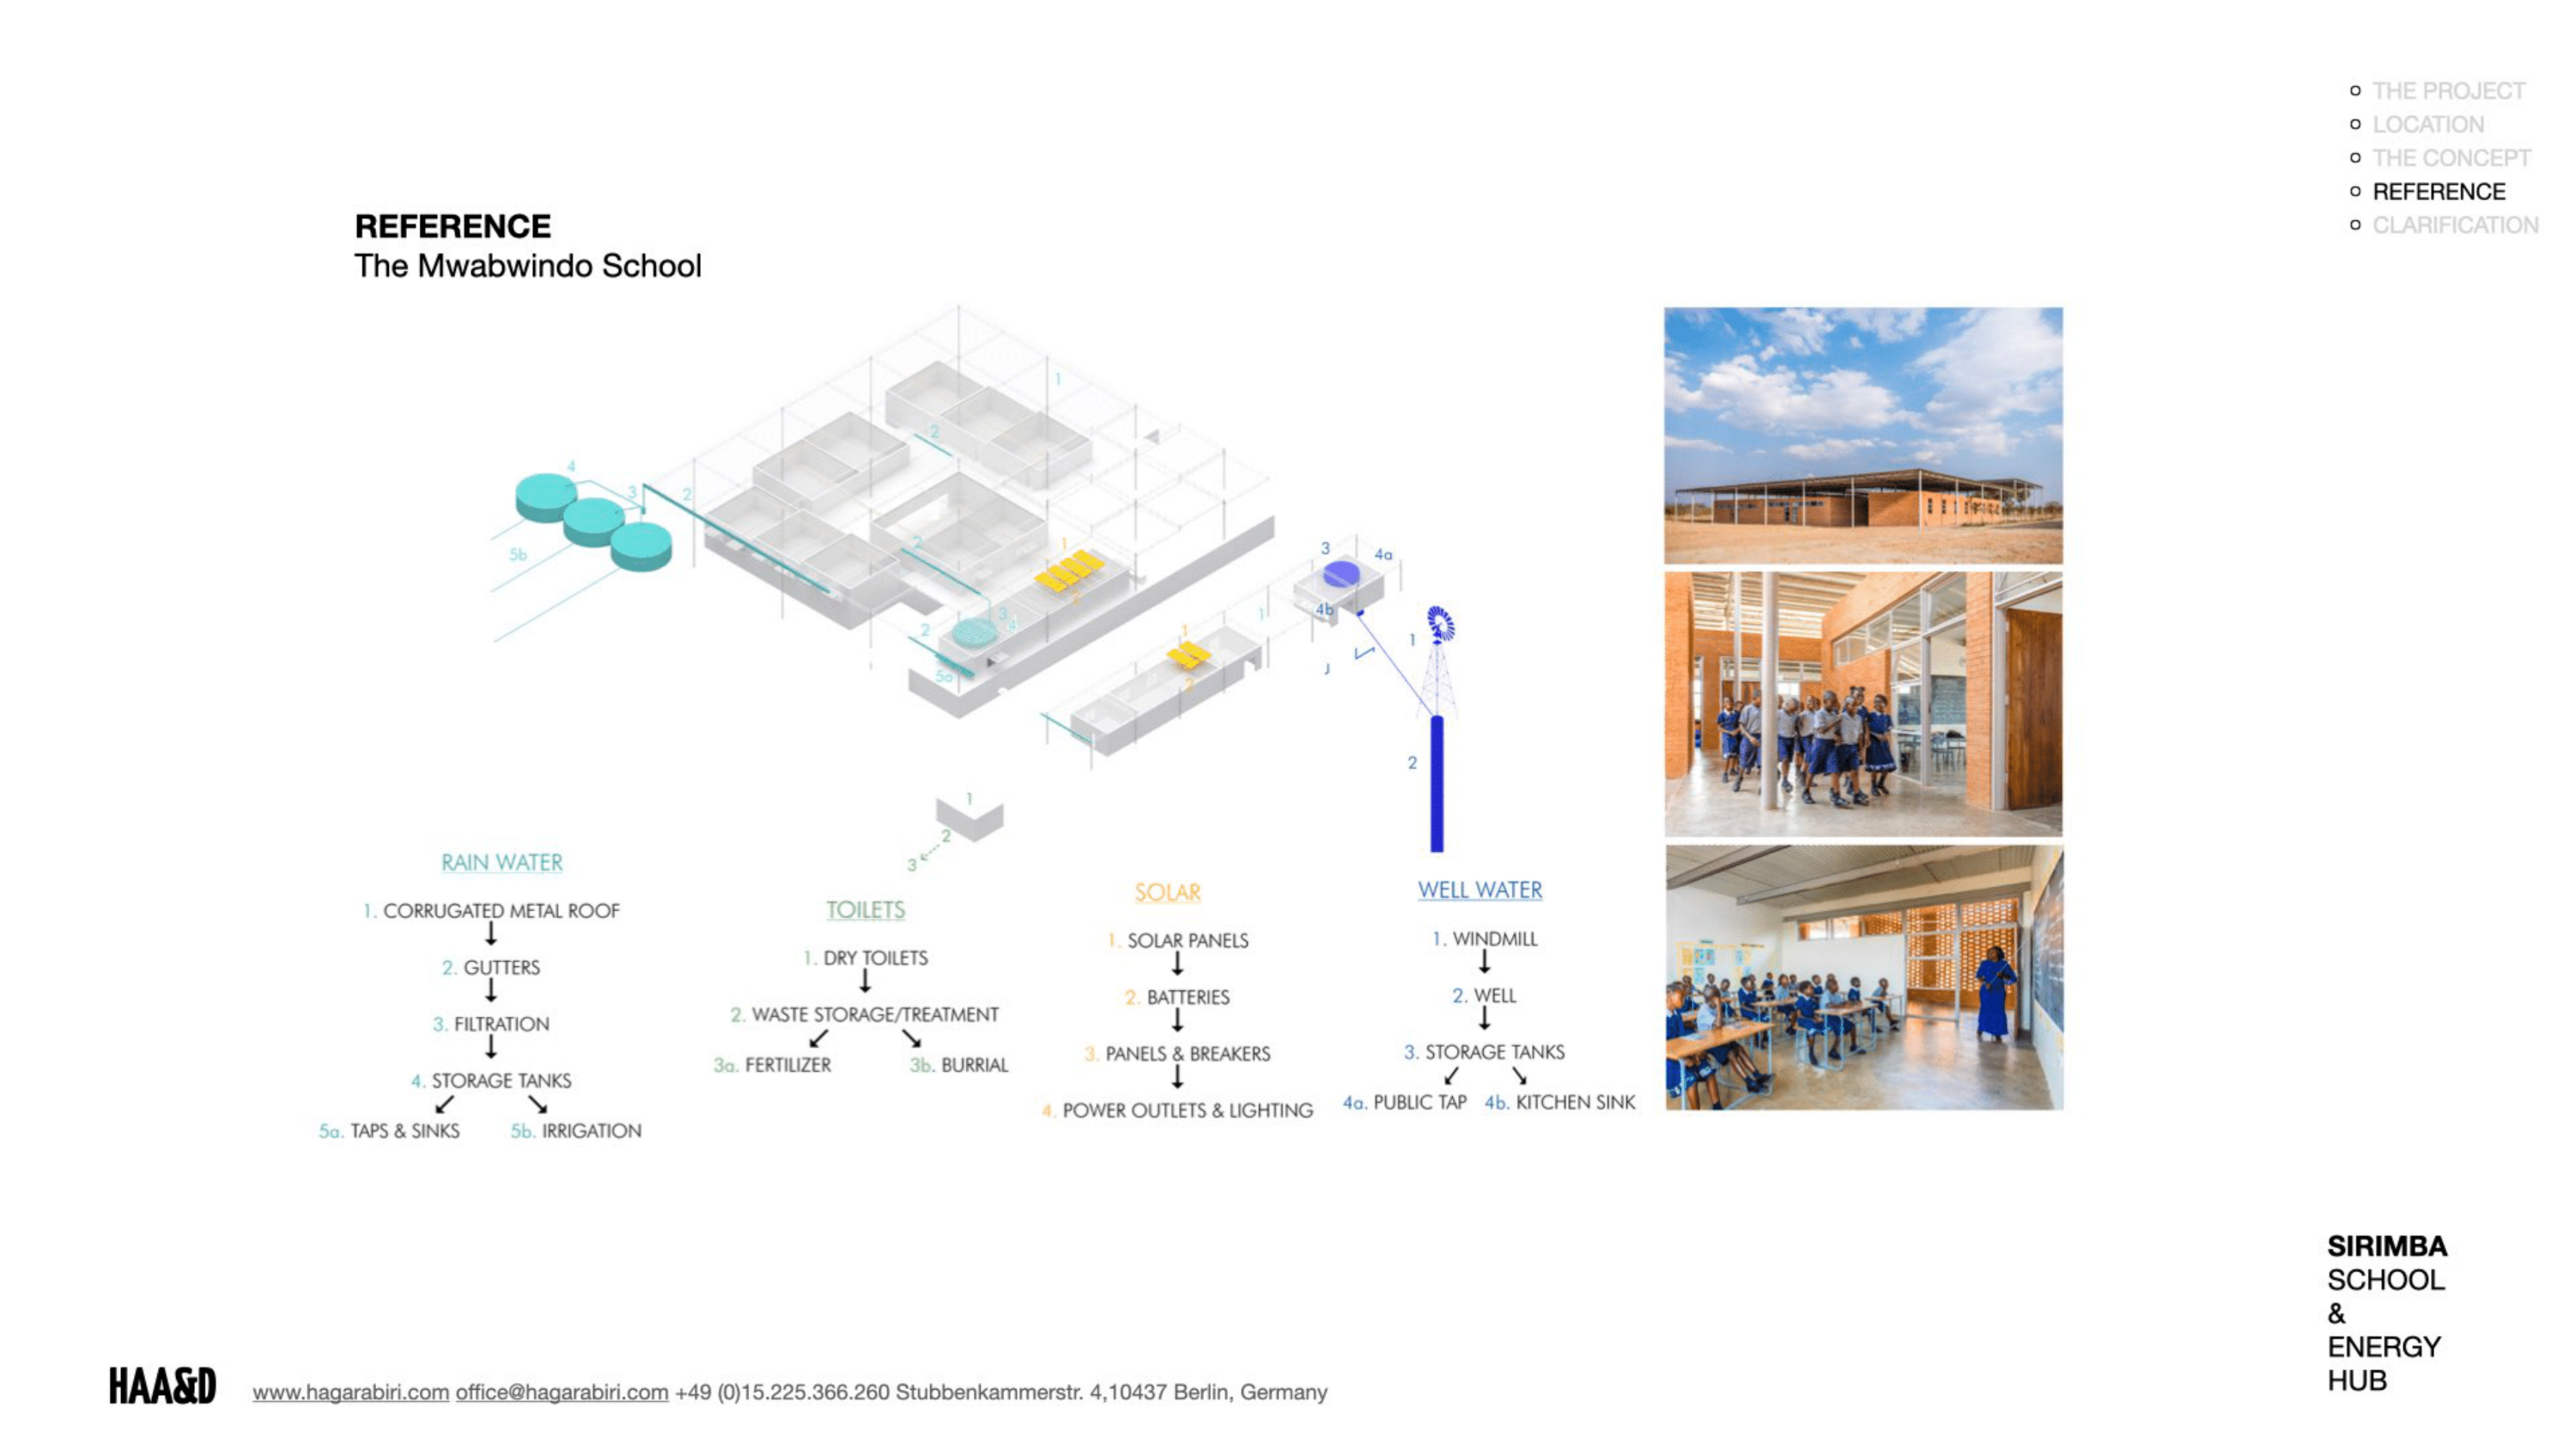 THE PROJECT
LOCATION
THE CONCEPT
REFERENCE
CLARIFICATION
REFERENCE
The Mwabwindo School
1
2
4
3
2
5b
2
1
3
4
2
5a
1
2
1
3
4a
4b
1
2
1
2
3
RAIN WATER
1. CORRUGATED METAL ROOF
2. GUTTERS
3. FILTRATION
4. STORAGE TANKS
5a. TAPS & SINKS 5b. IRRIGATION
TOILETS
1. DRY TOILETS
2. WASTE STORAGE/TREATMENT
3a. FERTILIZER 3b. BURRIAL
SOLAR
1. SOLAR PANELS
2. BATTERIES
3. PANELS & BREAKERS
4. POWER OUTLETS & LIGHTING
WELL WATER
1. WINDMILL
2. WELL
3. STORAGE TANKS
4a. PUBLIC TAP 4b. KITCHEN SINK
SIRIMBA
SCHOOL
&
ENERGY
HUB
HAA&D
www.hagarabiri.com office@hagarabiri.com +49 (0)15.225.366.260 Stubbenkammerstr. 4,10437 Berlin, Germany